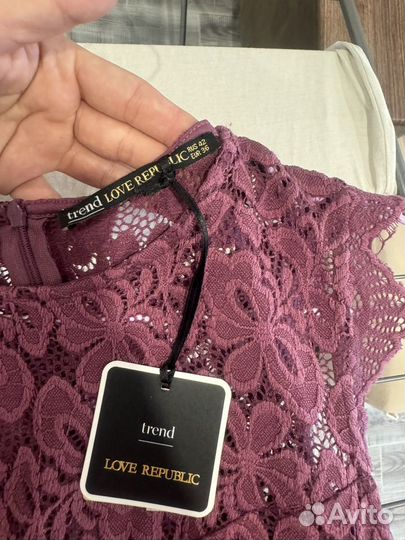 trend LOVE REPUBLIC RUS 42
EUR 36
trend
LOVE REPUBLIC
Avito